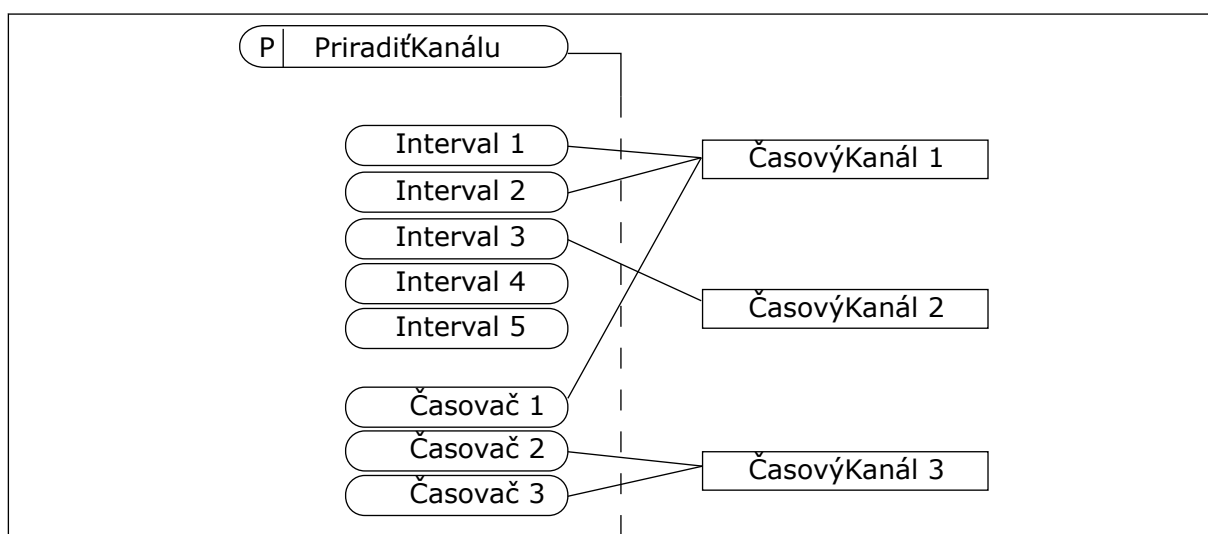 P PriradiťKanálu
Interval 1
ČasovýKanál 1
Interval 2
Interval 3
Interval 4
ČasovýKanál 2
Interval 5
Časovač 1
Časovač 2
ČasovýKanál 3
Časovač 3